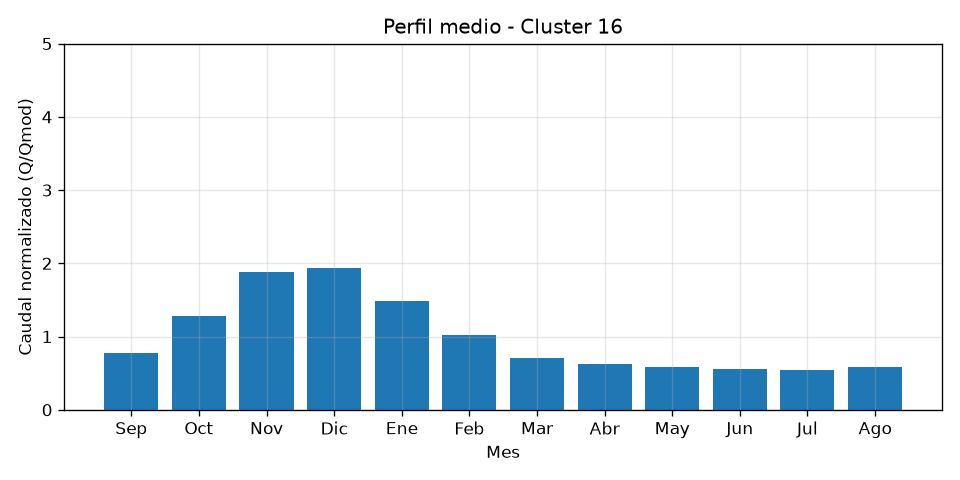 Perfil medio - Cluster 16
Caudal normalizado (Q/Qmod)
5
4
3
2
1
0
Sep Oct Nov Dic Ene Feb Mar Abr May Jun Jul Ago
Mes